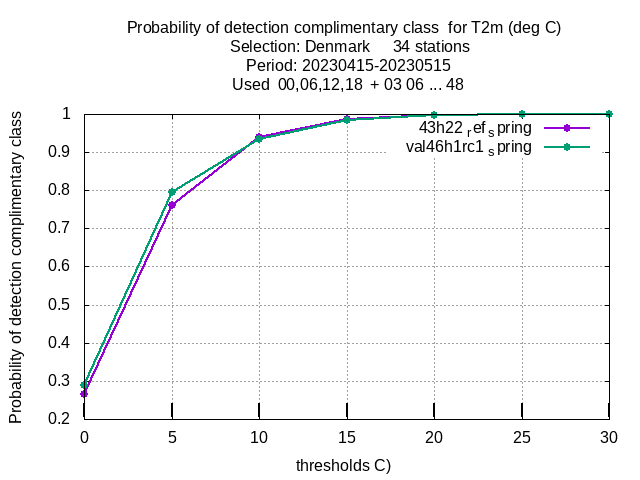 Probability of detection complimentary class  for T2m (deg C)
Selection: Denmark     34 stations
Period: 20230415-20230515
Used  00,06,12,18  + 03 06 ... 48
Probability of detection complimentary class
1
0.9
0.8
0.7
0.6
0.5
0.4
0.3
0.2
43h22 ref spring
val46h1rc1 spring
0 5 10 15 20 25 30
thresholds C)